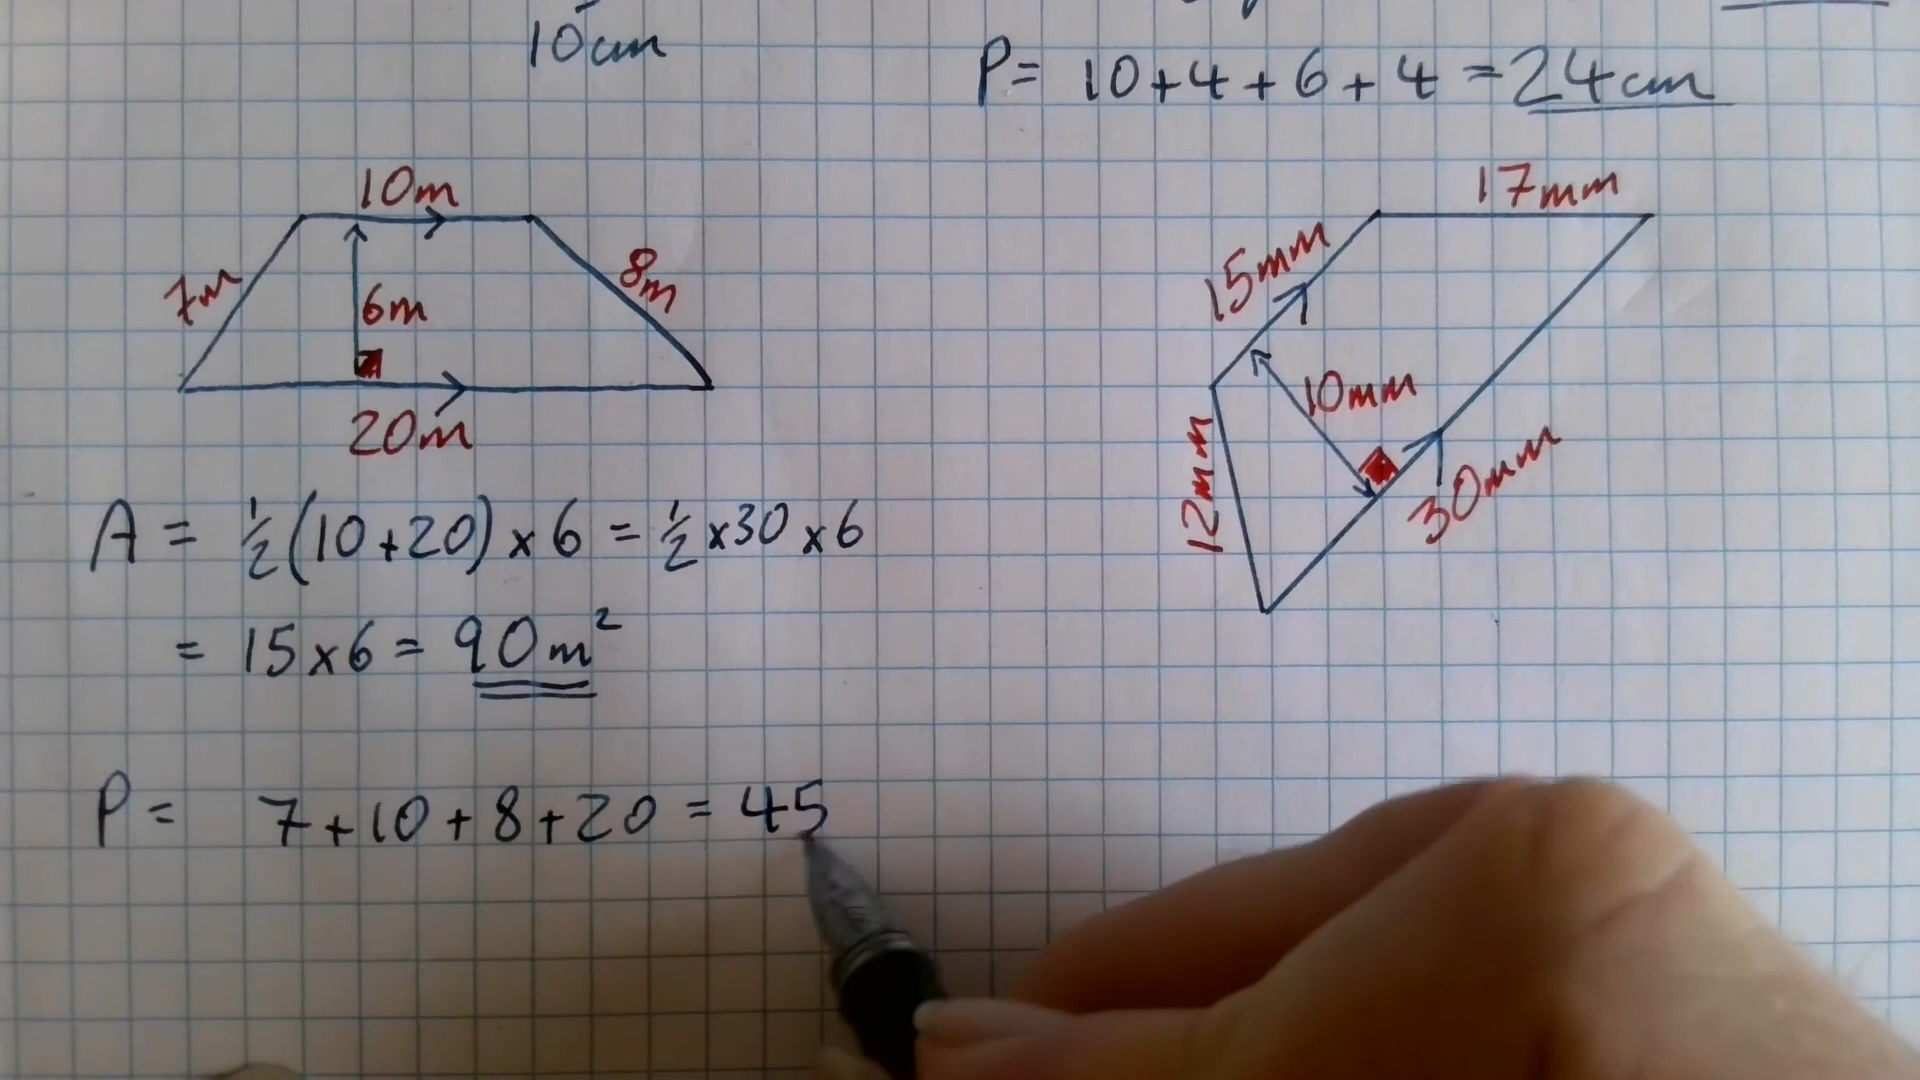 10cm
P = 10+4+6+4 = 24cm
10m
7m
8m
6m
20m
17mm
15mm
10mm
12mm
30mm
A = ½(10+20)×6 = ½×30×6
= 15×6 = 90m²
P = 7+10+8+20 = 45